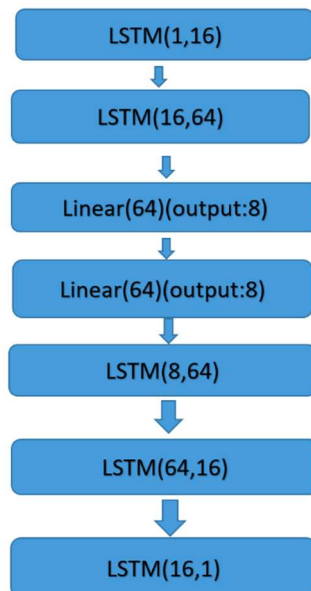 LSTM(1,16)
LSTM(16,64)
Linear(64)(output:8)
Linear(64)(output:8)
LSTM(8,64)
LSTM(64,16)
LSTM(16,1)